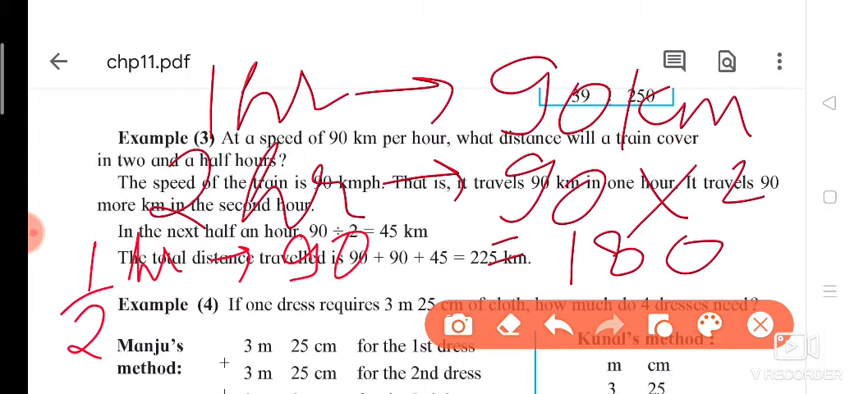 chp11.pdf
39 250
1 hr → 90 km
Example (3) At a speed of 90 km per hour, what distance will a train cover
in two and a half hours?
The speed of the train is 90 kmph. That is, it travels 90 km in one hour. It travels 90
more km in the second hour.
2 hr → 90 × 2
In the next half an hour, 90 ÷ 2 = 45 km
= 180
The total distance travelled is 90 + 90 + 45 = 225 km.
1/2 hr → 90
Example (4) If one dress requires 3 m 25 cm of cloth, how much do 4 dresses need?
Manju's
method:
3 m 25 cm for the 1st dress
+ 3 m 25 cm for the 2nd dress
Kunal's method :
m cm
3 25
V RECORDER